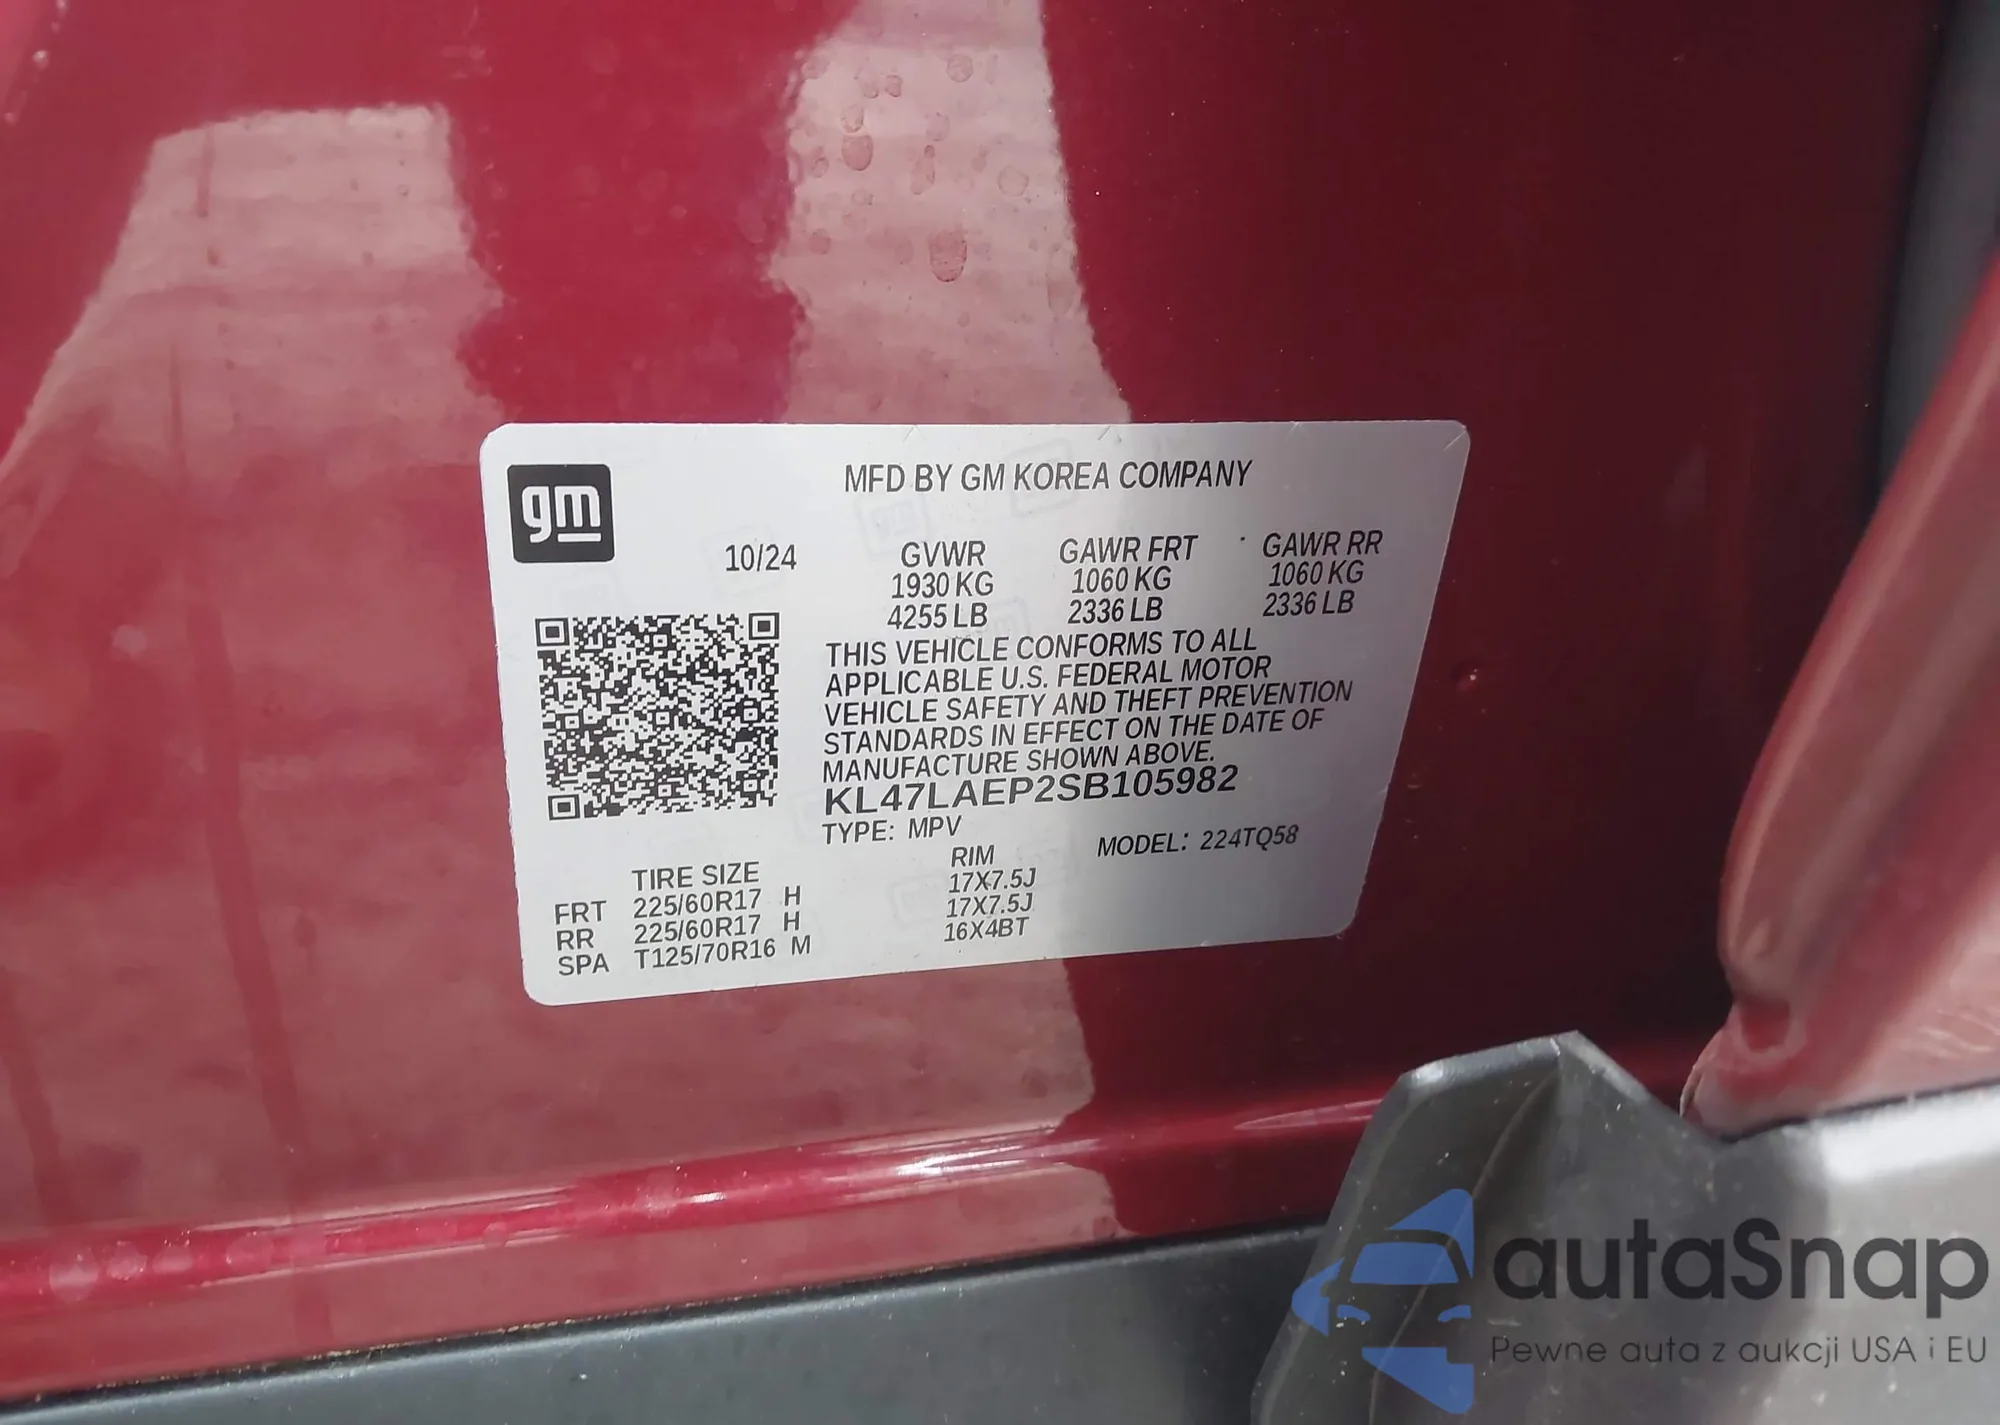 gm
MFD BY GM KOREA COMPANY
10/24 GVWR GAWR FRT GAWR RR
1930 KG 1060 KG 1060 KG
4255 LB 2336 LB 2336 LB
THIS VEHICLE CONFORMS TO ALL
APPLICABLE U.S. FEDERAL MOTOR
VEHICLE SAFETY AND THEFT PREVENTION
STANDARDS IN EFFECT ON THE DATE OF
MANUFACTURE SHOWN ABOVE.
KL47LAEP2SB105982
TYPE: MPV MODEL: 224TQ58
TIRE SIZE RIM
FRT 225/60R17 H 17X7.5J
RR 225/60R17 H 17X7.5J
SPA T125/70R16 M 16X4BT
autaSnap
Pewne auta z aukcji USA i EU